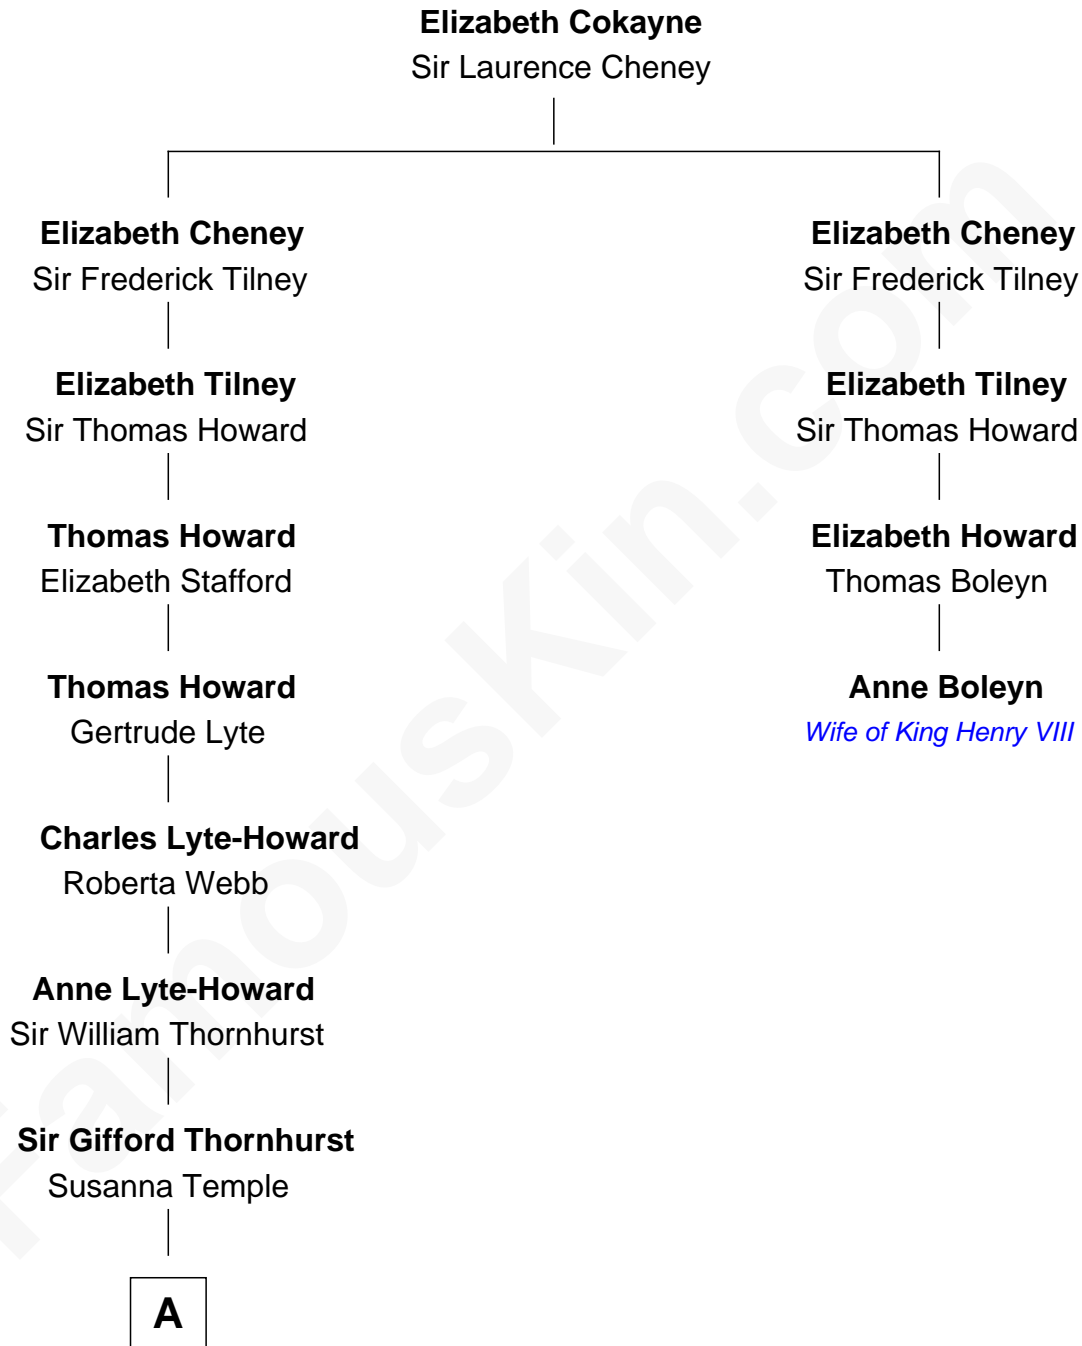 Elizabeth Cokayne
Sir Laurence Cheney
Elizabeth Cheney
Sir Frederick Tilney
Elizabeth Cheney
Sir Frederick Tilney
Elizabeth Tilney
Sir Thomas Howard
Elizabeth Tilney
Sir Thomas Howard
Thomas Howard
Elizabeth Stafford
Elizabeth Howard
Thomas Boleyn
Thomas Howard
Gertrude Lyte
Anne Boleyn
Wife of King Henry VIII
Charles Lyte-Howard
Roberta Webb
Anne Lyte-Howard
Sir William Thornhurst
Sir Gifford Thornhurst
Susanna Temple
A
FamousKin.com